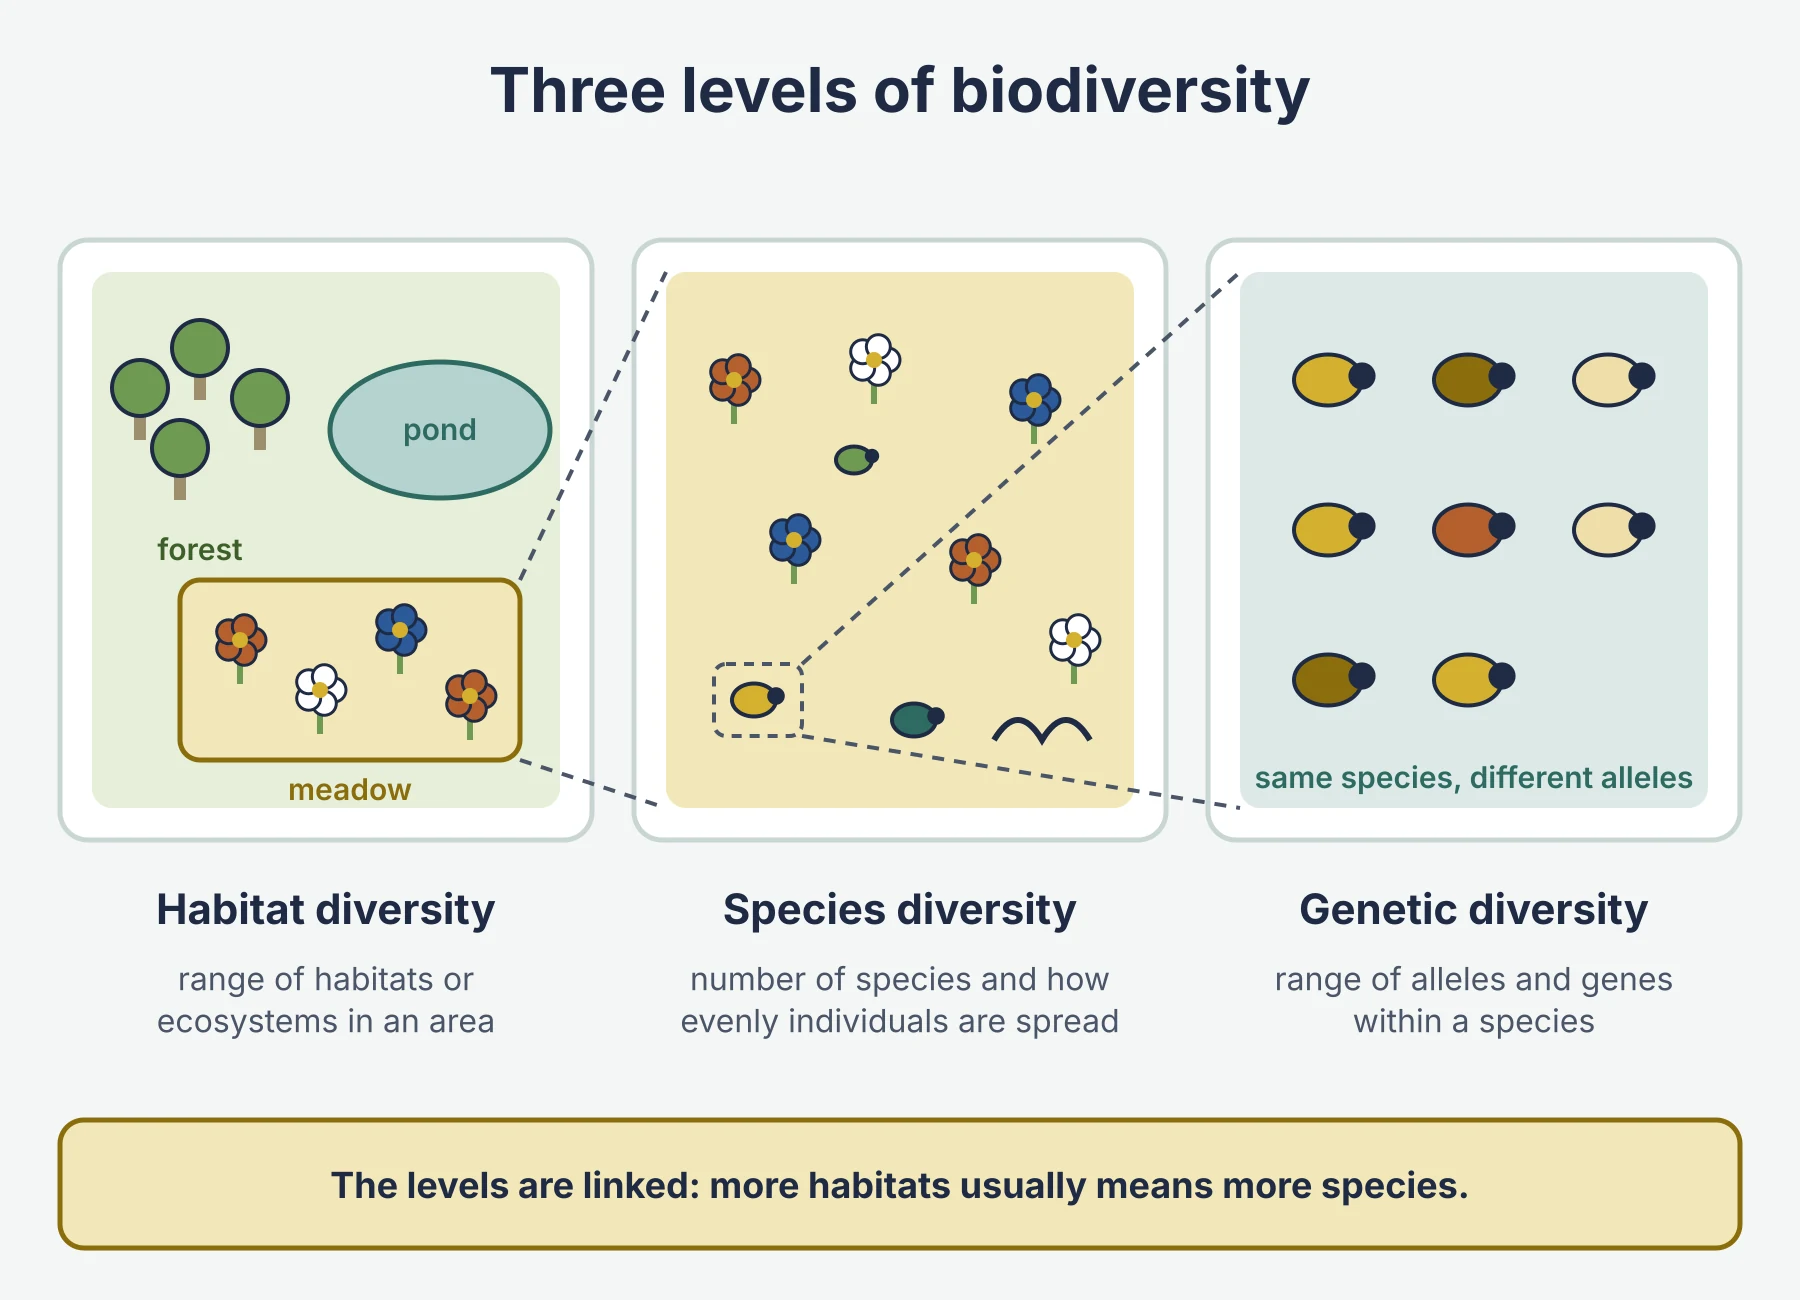 Three levels of biodiversity
pond
forest
meadow
same species, different alleles
Habitat diversity
range of habitats or
ecosystems in an area
Species diversity
number of species and how
evenly individuals are spread
Genetic diversity
range of alleles and genes
within a species
The levels are linked: more habitats usually means more species.